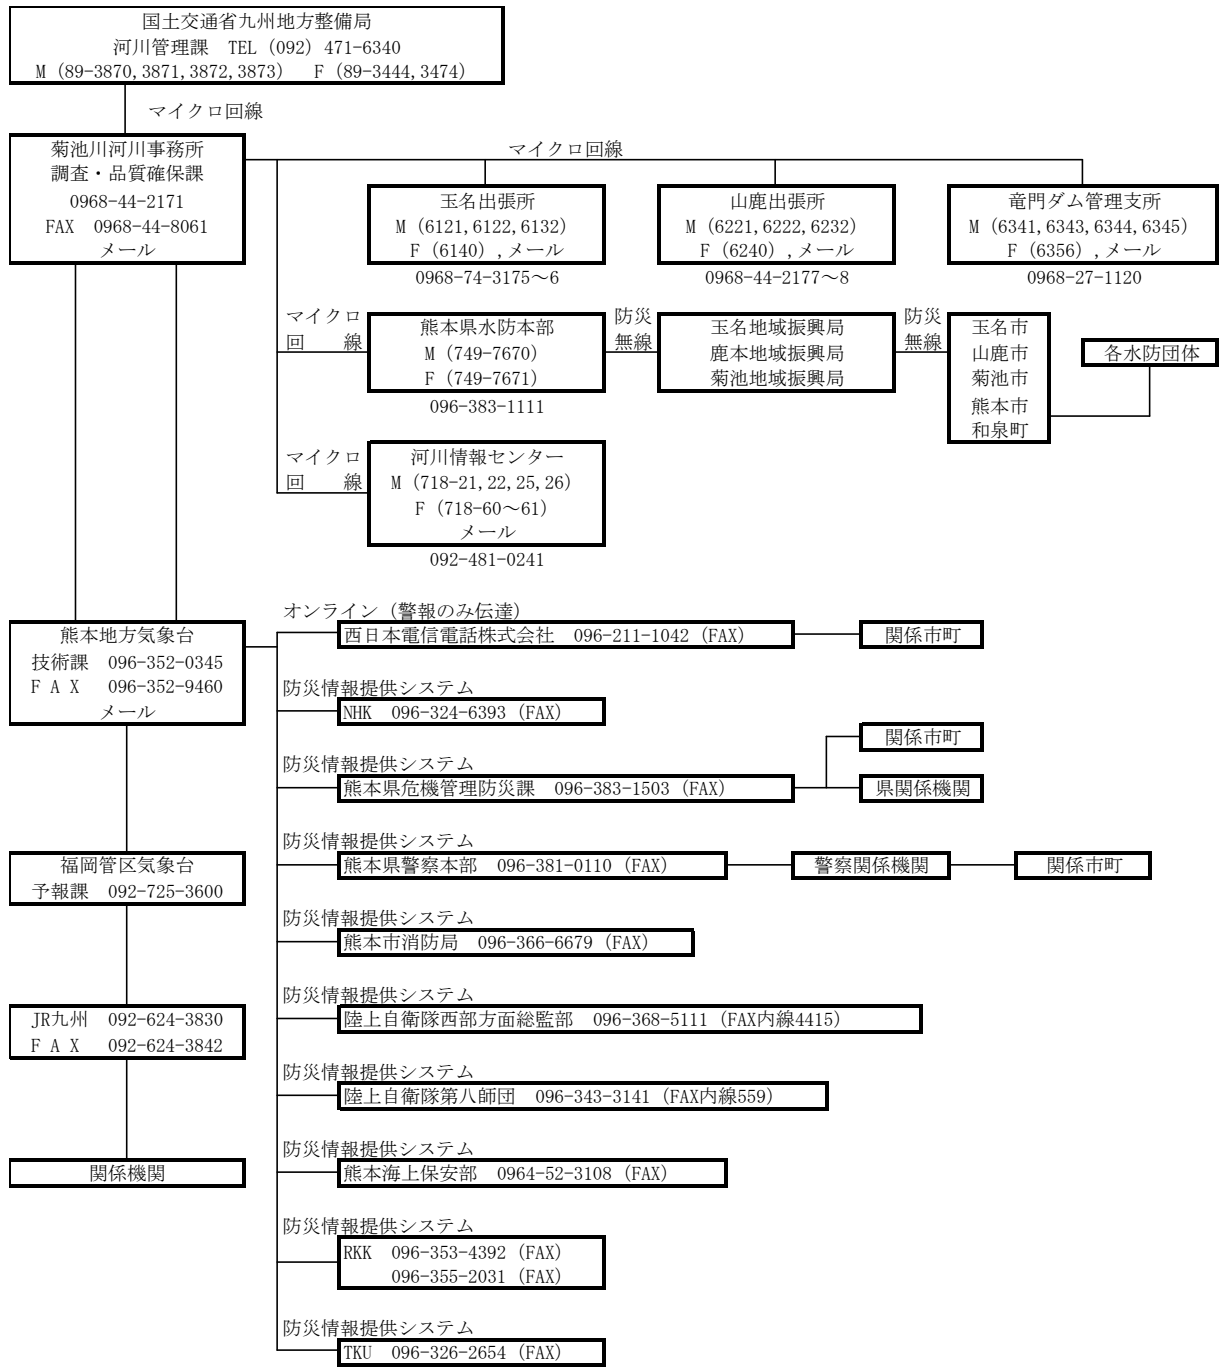 国土交通省九州地方整備局
河川管理課 TEL (092) 471-6340
M (89-3870,3871,3872,3873) F (89-3444,3474)
マイクロ回線
菊池川河川事務所
調査・品質確保課
0968-44-2171
FAX 0968-44-8061
メール
マイクロ回線
玉名出張所
M (6121,6122,6132)
F (6140) ,メール
0968-74-3175～6
山鹿出張所
M (6221,6222,6232)
F (6240) ,メール
0968-44-2177～8
竜門ダム管理支所
M (6341,6343,6344,6345)
F (6356) ,メール
0968-27-1120
マイクロ
回 線
熊本県水防本部
M (749-7670)
F (749-7671)
096-383-1111
防災
無線
玉名地域振興局
鹿本地域振興局
菊池地域振興局
防災
無線
玉名市
山鹿市
菊池市
熊本市
和泉町
各水防団体
マイクロ
回 線
河川情報センター
M (718-21,22,25,26)
F (718-60～61)
メール
092-481-0241
熊本地方気象台
技術課 096-352-0345
F A X 096-352-9460
メール
オンライン (警報のみ伝達)
西日本電信電話株式会社 096-211-1042 (FAX)
関係市町
防災情報提供システム
NHK 096-324-6393 (FAX)
防災情報提供システム
熊本県危機管理防災課 096-383-1503 (FAX)
関係市町
県関係機関
防災情報提供システム
熊本県警察本部 096-381-0110 (FAX)
警察関係機関
関係市町
防災情報提供システム
熊本市消防局 096-366-6679 (FAX)
防災情報提供システム
陸上自衛隊西部方面総監部 096-368-5111 (FAX内線4415)
防災情報提供システム
陸上自衛隊第八師団 096-343-3141 (FAX内線559)
防災情報提供システム
熊本海上保安部 0964-52-3108 (FAX)
防災情報提供システム
RKK 096-353-4392 (FAX)
096-355-2031 (FAX)
防災情報提供システム
TKU 096-326-2654 (FAX)
福岡管区気象台
予報課 092-725-3600
JR九州 092-624-3830
F A X 092-624-3842
関係機関